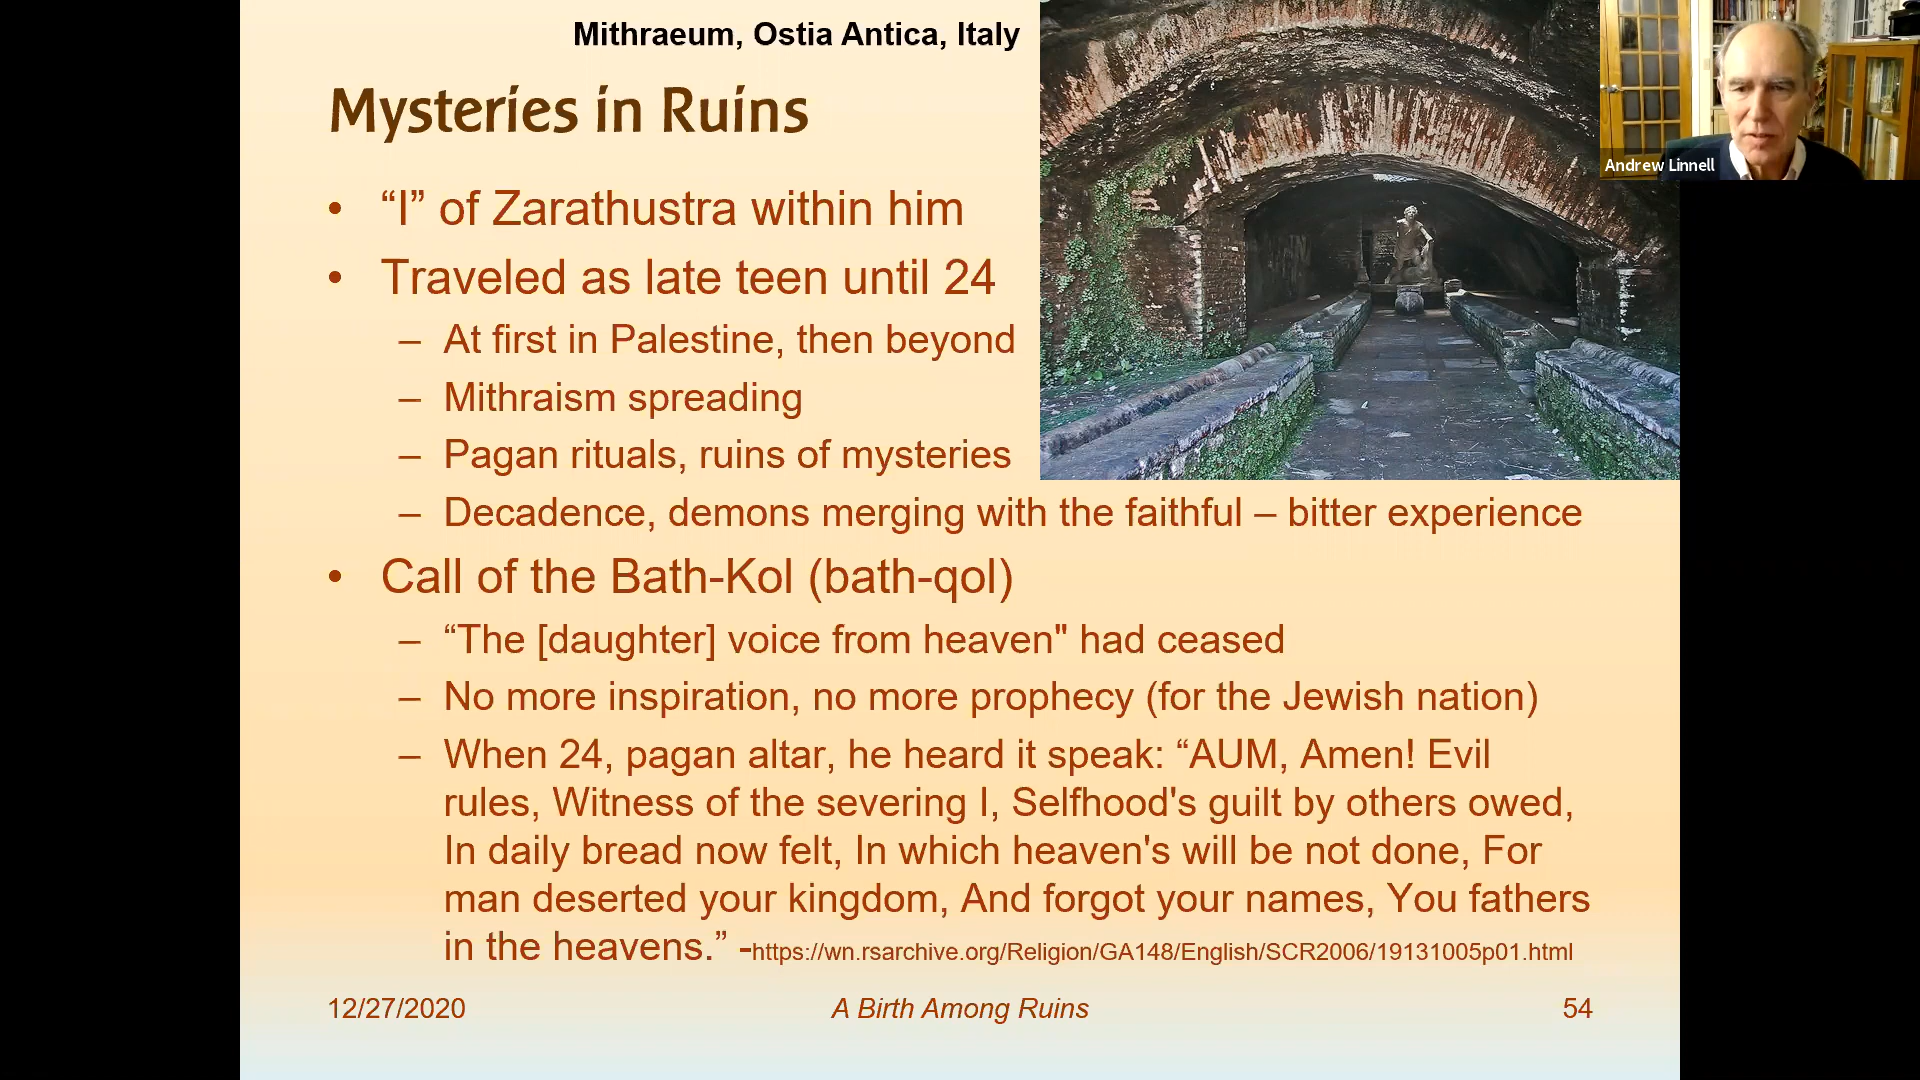 Mithraeum, Ostia Antica, Italy
Mysteries in Ruins
Andrew Linnell
• “I” of Zarathustra within him
• Traveled as late teen until 24
– At first in Palestine, then beyond
– Mithraism spreading
– Pagan rituals, ruins of mysteries
– Decadence, demons merging with the faithful – bitter experience
• Call of the Bath-Kol (bath-qol)
– “The [daughter] voice from heaven" had ceased
– No more inspiration, no more prophecy (for the Jewish nation)
– When 24, pagan altar, he heard it speak: “AUM, Amen! Evil
rules, Witness of the severing I, Selfhood's guilt by others owed,
In daily bread now felt, In which heaven's will be not done, For
man deserted your kingdom, And forgot your names, You fathers
in the heavens.” -https://wn.rsarchive.org/Religion/GA148/English/SCR2006/19131005p01.html
12/27/2020 A Birth Among Ruins 54